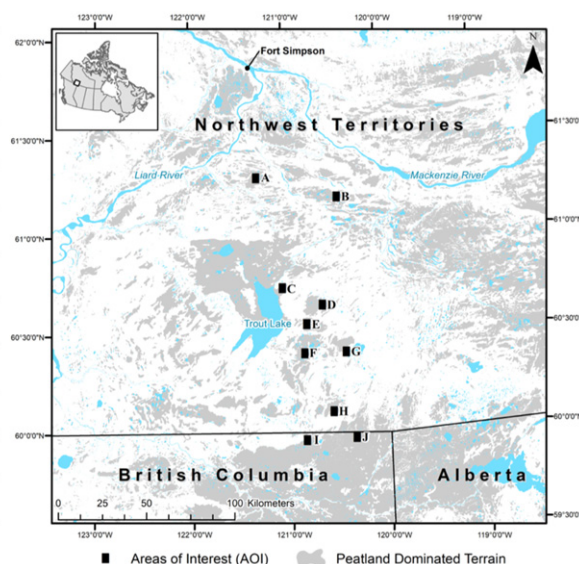 123°0'0"W 122°0'0"W 121°0'0"W 120°0'0"W 119°0'0"W
62°0'0"N
N
Fort Simpson
61°30'0"N
Northwest Territories
61°30'0"N
Liard River
Mackenzie River
A
B
61°0'0"N
61°0'0"N
C
D
Trout Lake
E
60°30'0"N
60°30'0"N
F
G
H
60°0'0"N
60°0'0"N
I
J
British Columbia
Alberta
0 25 50 100 Kilometers
59°30'0"N
123°0'0"W 122°0'0"W 121°0'0"W 120°0'0"W 119°0'0"W
Areas of Interest (AOI) Peatland Dominated Terrain